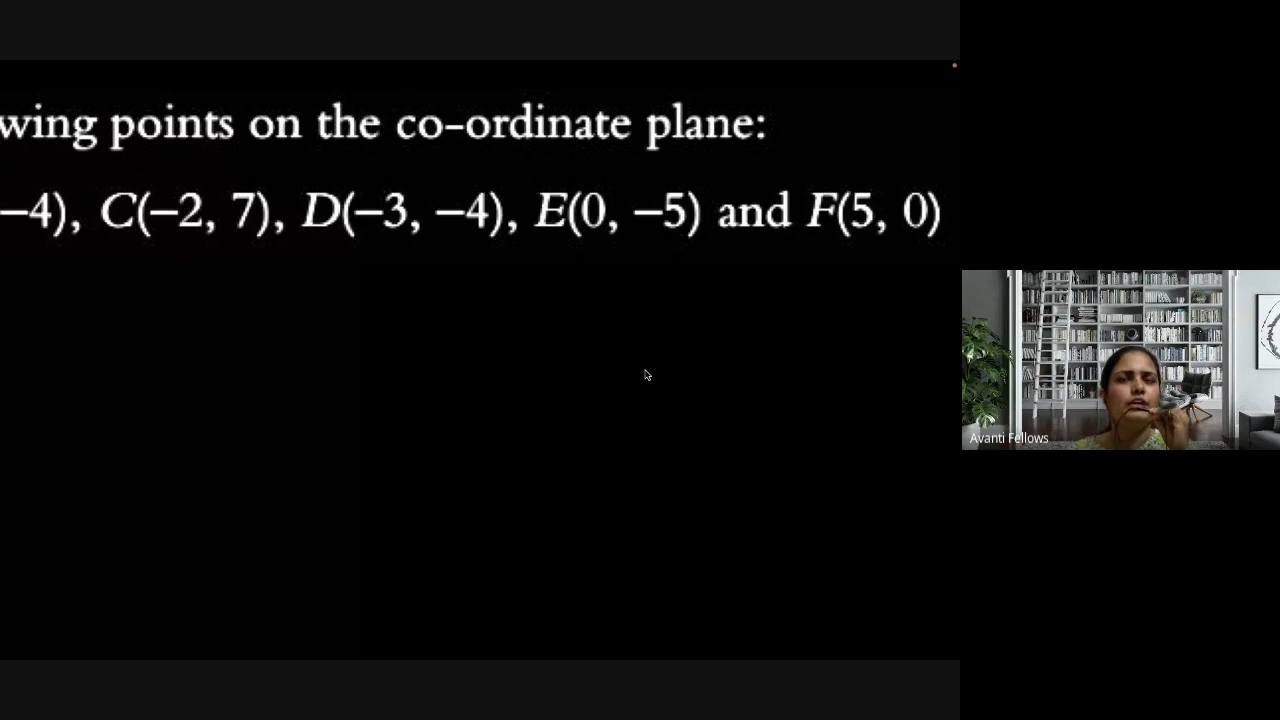 wing points on the co-ordinate plane:
−4), C(−2, 7), D(−3, −4), E(0, −5) and F(5, 0)
Avanti Fellows